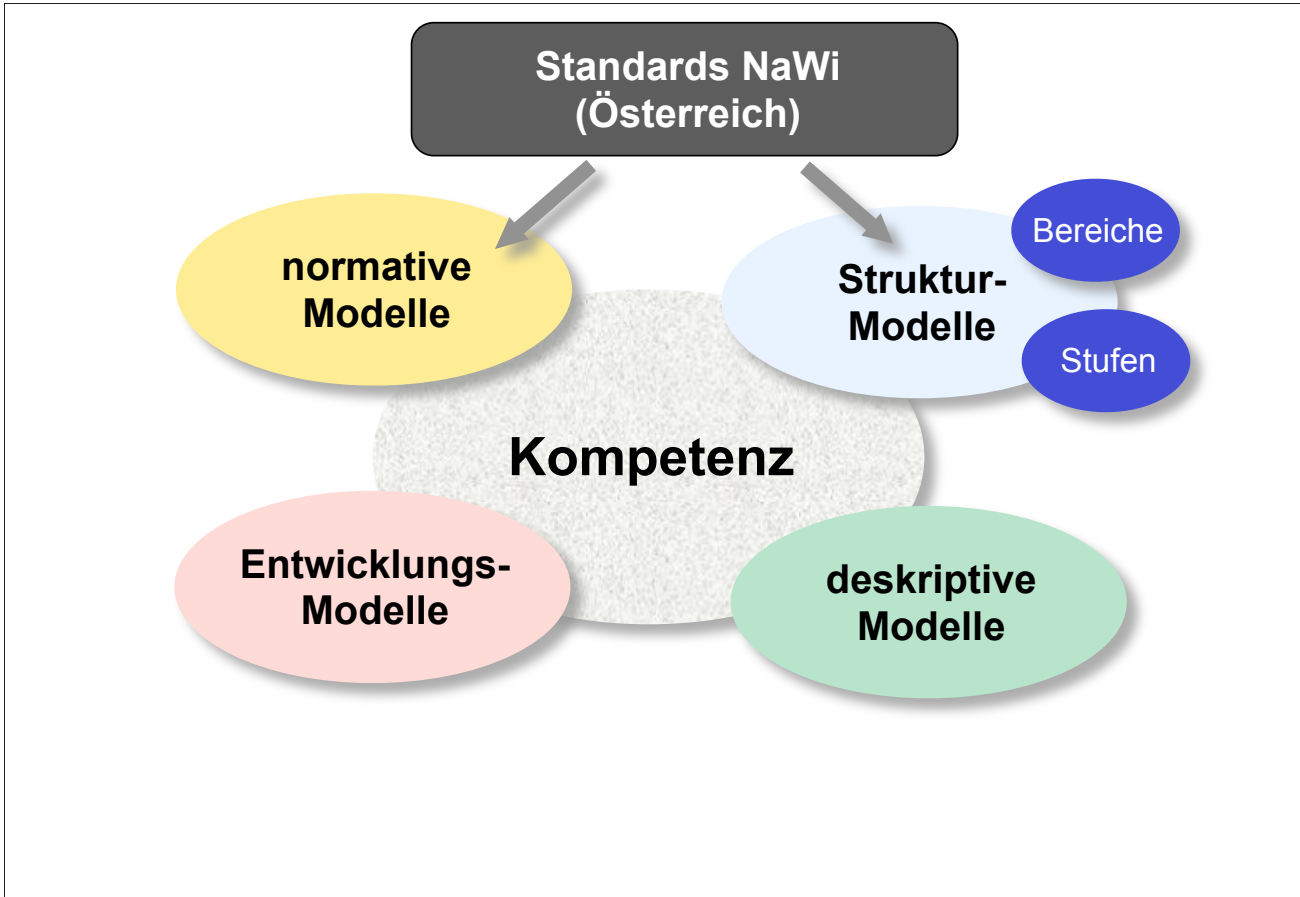 Standards NaWi
(Österreich)
normative
Modelle
Struktur-
Modelle
Bereiche
Stufen
Kompetenz
Entwicklungs-
Modelle
deskriptive
Modelle